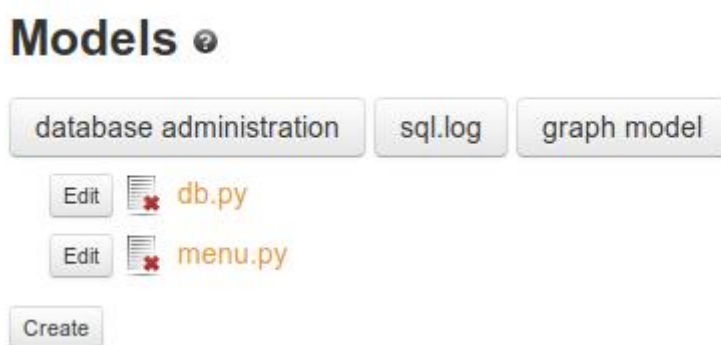 Models
database administration sql.log graph model
Edit db.py
Edit menu.py
Create